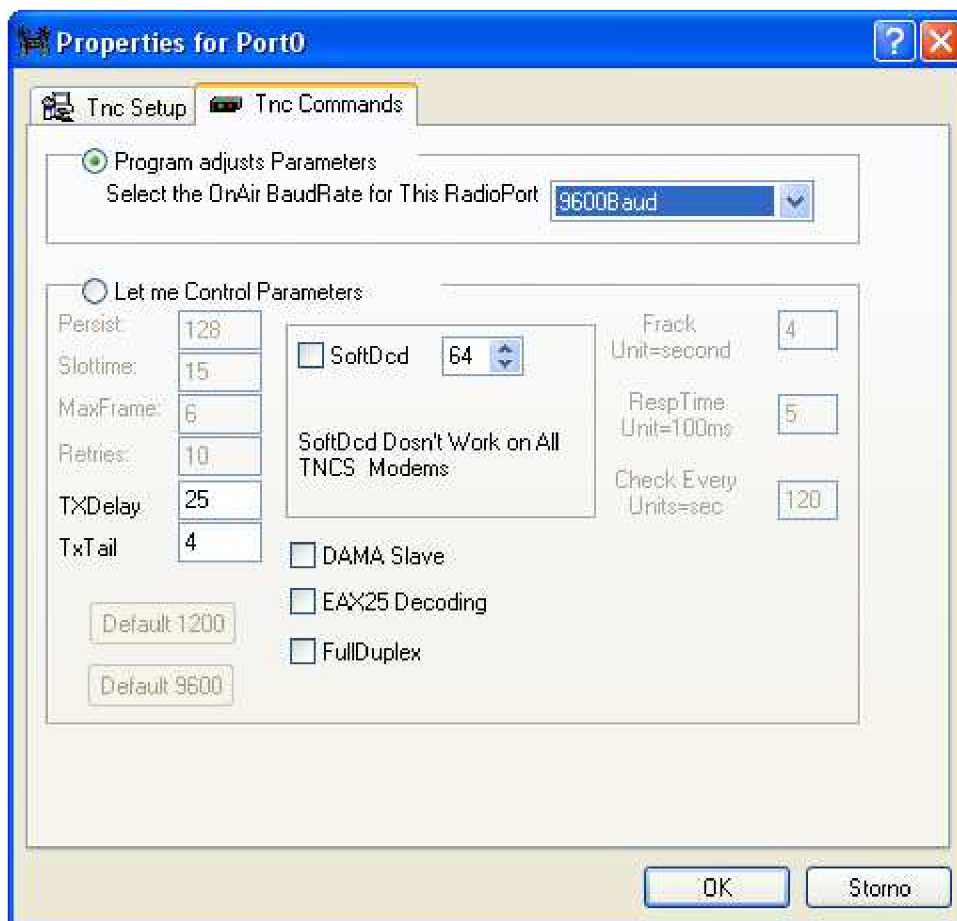 Properties for Port0
Tnc Setup
Tnc Commands
Program adjusts Parameters
Select the OnAir BaudRate for This RadioPort
9600Baud
Let me Control Parameters
Persist:
128
Slottime:
15
MaxFrame:
6
Retries:
10
TXDelay
25
TxTail
4
Default 1200
Default 9600
SoftDcd
64
SoftDcd Dosn't Work on All
TNCS Modems
DAMA Slave
EAX25 Decoding
FullDuplex
Frack
Unit=second
4
RespTime
Unit=100ms
5
Check Every
Units=sec
120
OK
Storno